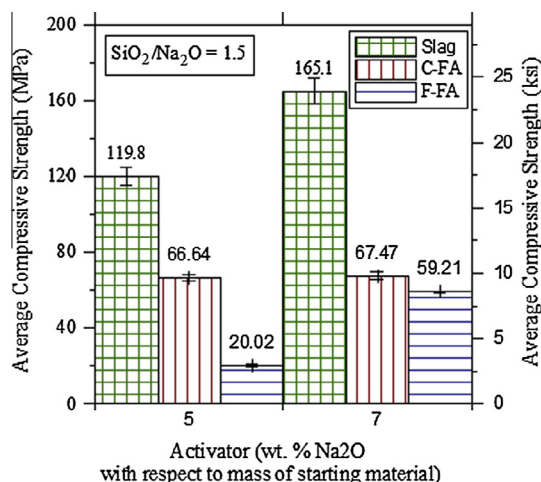 200
160
120
80
40
0
Average Compressive Strength (MPa)
SiO2/Na2O = 1.5
Slag
C-FA
F-FA
119.8
66.64
20.02
165.1
67.47
59.21
25
20
15
10
5
0
Average Compressive Strength (ksi)
5
7
Activator (wt. % Na2O
with respect to mass of starting material)